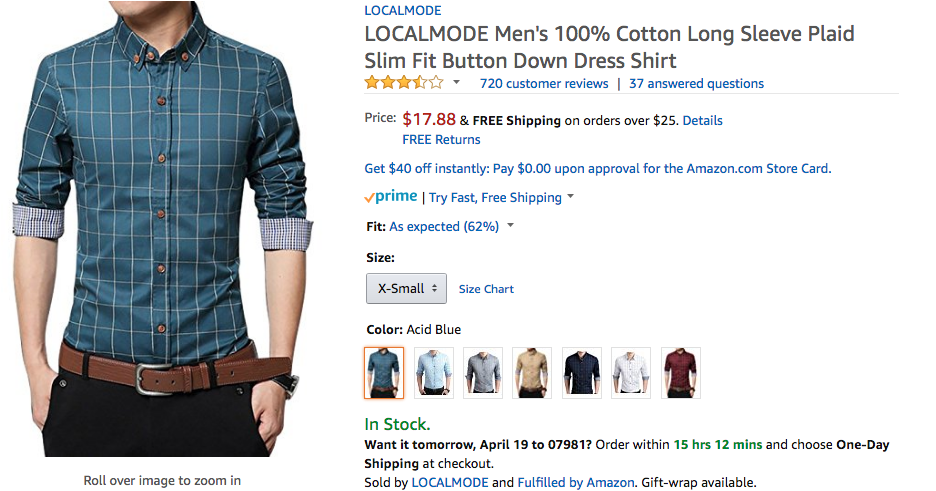 LOCALMODE
LOCALMODE Men's 100% Cotton Long Sleeve Plaid
Slim Fit Button Down Dress Shirt
720 customer reviews | 37 answered questions
Price: $17.88 & FREE Shipping on orders over $25. Details
FREE Returns
Get $40 off instantly: Pay $0.00 upon approval for the Amazon.com Store Card.
prime | Try Fast, Free Shipping
Fit: As expected (62%)
Size:
X-Small Size Chart
Color: Acid Blue
In Stock.
Want it tomorrow, April 19 to 07981? Order within 15 hrs 12 mins and choose One-Day
Shipping at checkout.
Sold by LOCALMODE and Fulfilled by Amazon. Gift-wrap available.
Roll over image to zoom in